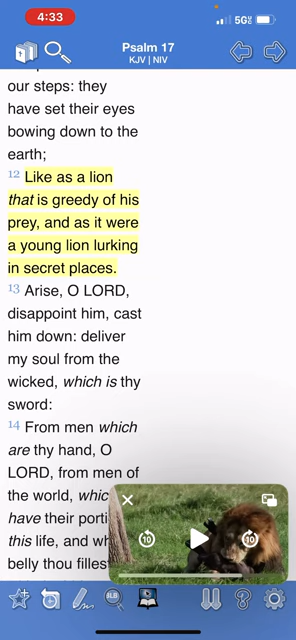 4:33
5G
Psalm 17
KJV | NIV
our steps: they
have set their eyes
bowing down to the
earth;
12 Like as a lion
that is greedy of his
prey, and as it were
a young lion lurking
in secret places.
13 Arise, O LORD,
disappoint him, cast
him down: deliver
my soul from the
wicked, which is thy
sword:
14 From men which
are thy hand, O
LORD, from men of
the world,
have their
this life, and
belly thou
10
10
BLB